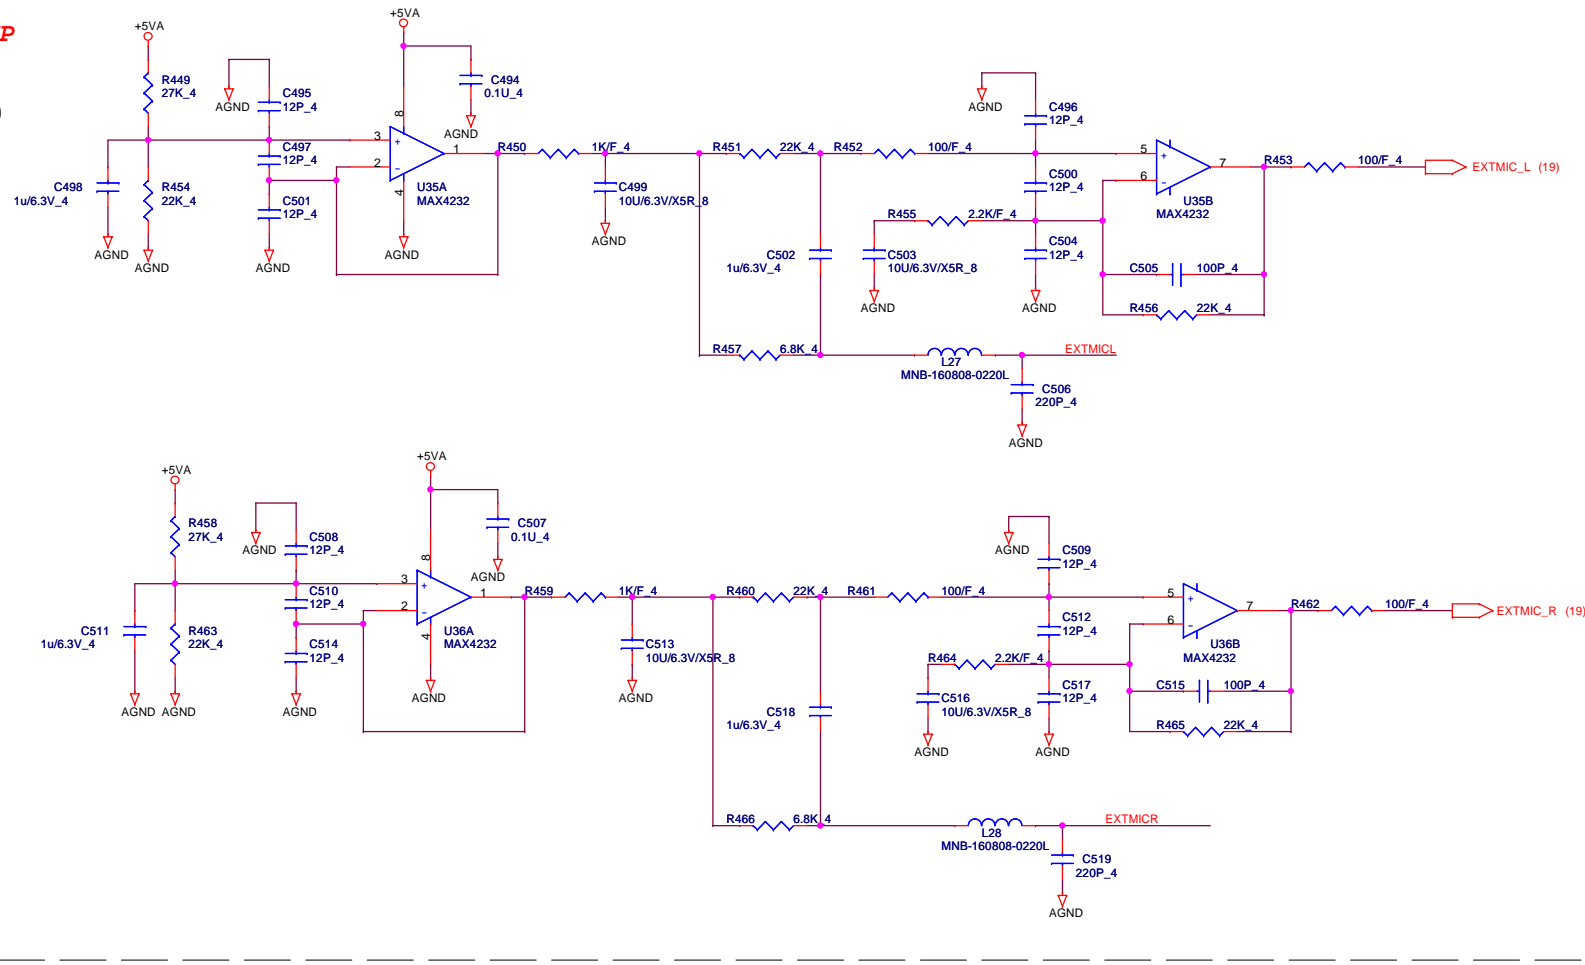 P
)
+5VA
+5VA
R449
27K_4
C495
12P_4
C494
0.1U_4
AGND
AGND
8
3
+
2
-
1
4
U35A
MAX4232
C497
12P_4
C498
1u/6.3V_4
R454
22K_4
C501
12P_4
AGND
AGND
AGND
AGND
R450
1K/F_4
C499
10U/6.3V/X5R_8
AGND
R451
22K_4
R452
100/F_4
AGND
C496
12P_4
C500
12P_4
5
+
6
-
7
U35B
MAX4232
R453
100/F_4
EXTMIC_L (19)
R455
2.2K/F_4
C502
1u/6.3V_4
C503
10U/6.3V/X5R_8
C504
12P_4
AGND
AGND
C505
100P_4
R456
22K_4
R457
6.8K_4
L27
MNB-160808-0220L
EXTMICL
C506
220P_4
AGND
+5VA
+5VA
R458
27K_4
C508
12P_4
C507
0.1U_4
AGND
AGND
8
3
+
2
-
1
4
U36A
MAX4232
C510
12P_4
C511
1u/6.3V_4
R463
22K_4
C514
12P_4
AGND
AGND
AGND
AGND
R459
1K/F_4
C513
10U/6.3V/X5R_8
AGND
R460
22K_4
R461
100/F_4
AGND
C509
12P_4
C512
12P_4
5
+
6
-
7
U36B
MAX4232
R462
100/F_4
EXTMIC_R (19)
R464
2.2K/F_4
C518
1u/6.3V_4
C516
10U/6.3V/X5R_8
C517
12P_4
AGND
AGND
C515
100P_4
R465
22K_4
R466
6.8K_4
L28
MNB-160808-0220L
EXTMICR
C519
220P_4
AGND